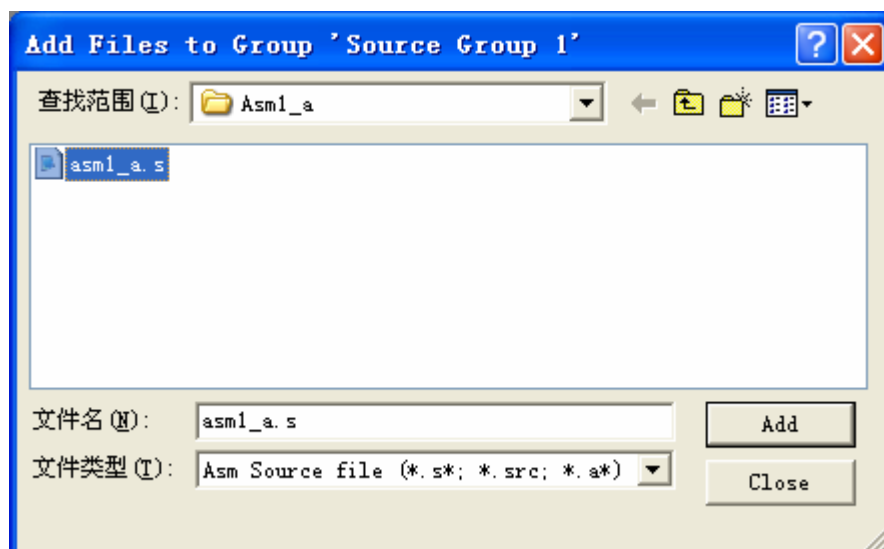 Add Files to Group 'Source Group 1'
查找范围(I): Asm1_a
asm1_a.s
文件名(N): asm1_a.s Add
文件类型(T): Asm Source file (*.s*; *.src; *.a*) Close